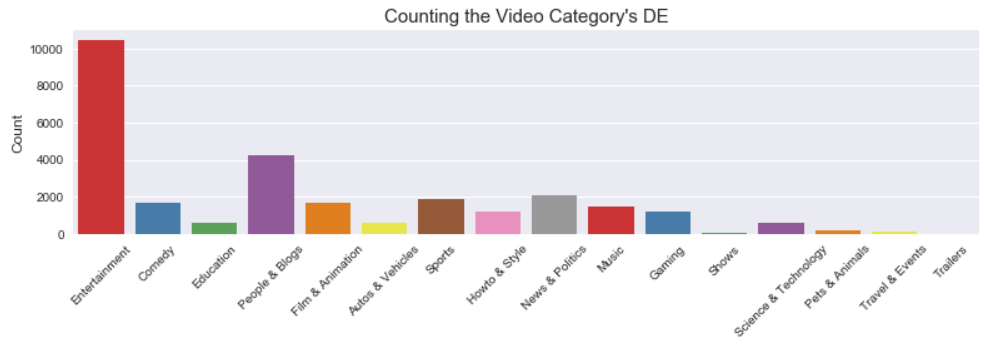 Counting the Video Category's DE
10000
8000
6000
4000
2000
0
Count
Entertainment
Comedy
Education
People & Blogs
Film & Animation
Autos & Vehicles
Sports
Howto & Style
News & Politics
Music
Gaming
Shows
Science & Technology
Pets & Animals
Travel & Events
Trailers